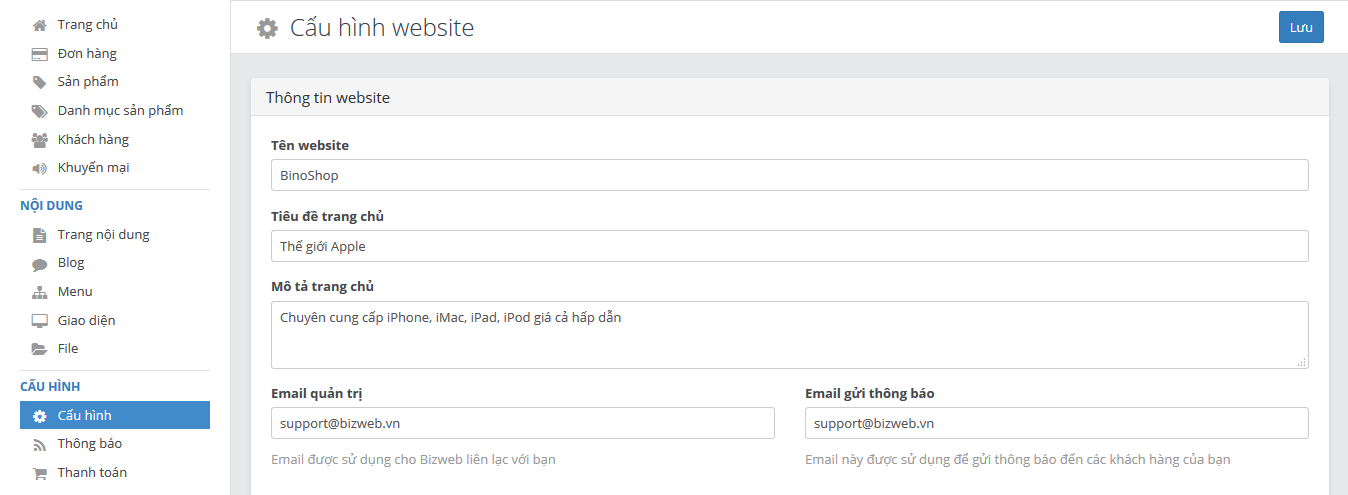 Trang chủ
Đơn hàng
Sản phẩm
Danh mục sản phẩm
Khách hàng
Khuyến mại
NỘI DUNG
Trang nội dung
Blog
Menu
Giao diện
File
CẤU HÌNH
Cấu hình
Thông báo
Thanh toán
Cấu hình website
Lưu
Thông tin website
Tên website
BinoShop
Tiêu đề trang chủ
Thế giới Apple
Mô tả trang chủ
Chuyên cung cấp iPhone, iMac, iPad, iPod giá cả hấp dẫn
Email quản trị
support@bizweb.vn
Email được sử dụng cho Bizweb liên lạc với bạn
Email gửi thông báo
support@bizweb.vn
Email này được sử dụng để gửi thông báo đến các khách hàng của bạn